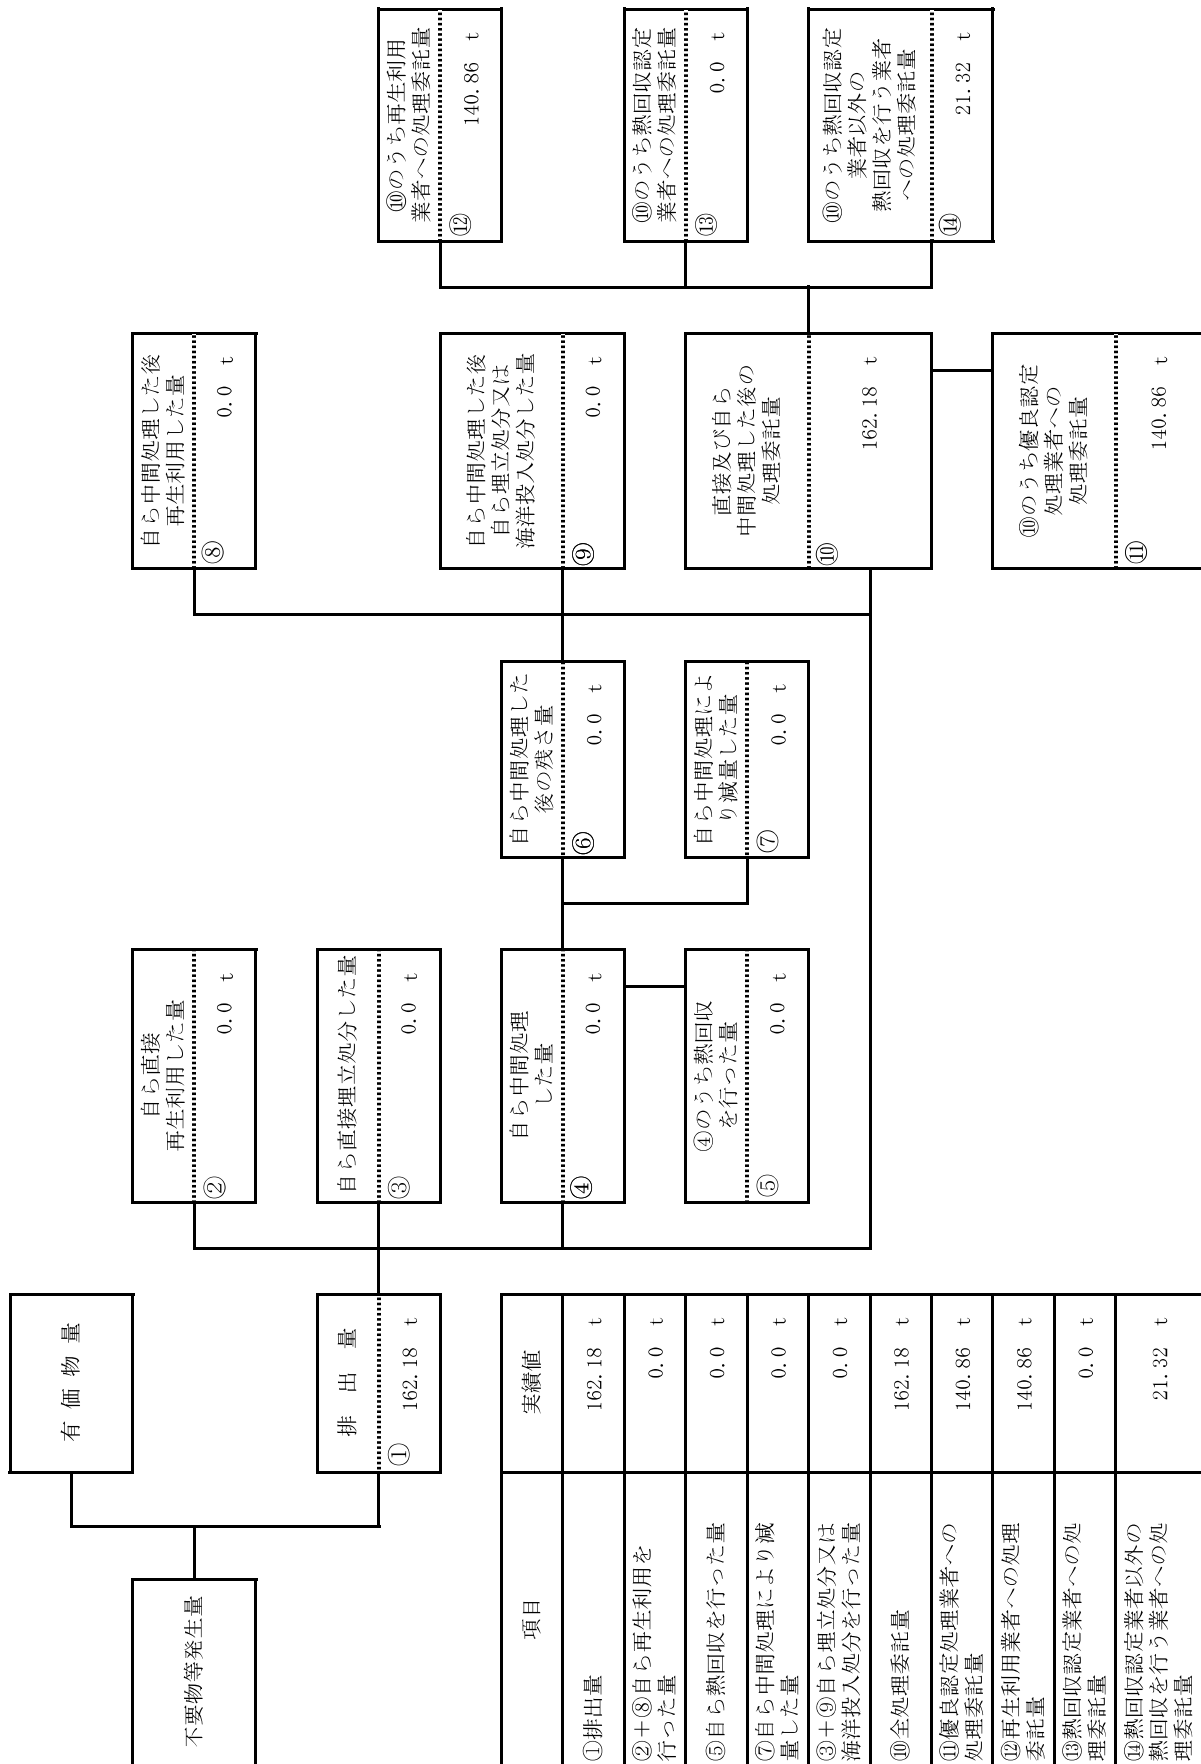 不要物等発生量
有価物量
排出量
①
162.18 t
自ら直接
再生利用した量
②
0.0 t
自ら直接埋立処分した量
③
0.0 t
自ら中間処理
した量
④
0.0 t
④のうち熱回収
を行った量
⑤
0.0 t
自ら中間処理した
後の残さ量
⑥
0.0 t
自ら中間処理によ
り減量した量
⑦
0.0 t
自ら中間処理した後
再生利用した量
⑧
0.0 t
自ら中間処理した後
自ら埋立処分又は
海洋投入処分した量
⑨
0.0 t
直接及び自ら
中間処理した後の
処理委託量
⑩
162.18 t
⑩のうち優良認定
処理業者への
処理委託量
⑪
140.86 t
⑩のうち再生利用
業者への処理委託量
⑫
140.86 t
⑩のうち熱回収認定
業者への処理委託量
⑬
0.0 t
⑩のうち熱回収認定
業者以外の
熱回収を行う業者
への処理委託量
⑭
21.32 t
項目
実績値
①排出量
162.18 t
②+⑧自ら再生利用を
行った量
0.0 t
⑤自ら熱回収を行った量
0.0 t
⑦自ら中間処理により減
量した量
0.0 t
③+⑨自ら埋立処分又は
海洋投入処分を行った量
0.0 t
⑩全処理委託量
162.18 t
⑪優良認定処理業者への
処理委託量
140.86 t
⑫再生利用業者への処理
委託量
140.86 t
⑬熱回収認定業者への処
理委託量
0.0 t
⑭熱回収認定業者以外の
熱回収を行う業者への処
理委託量
21.32 t